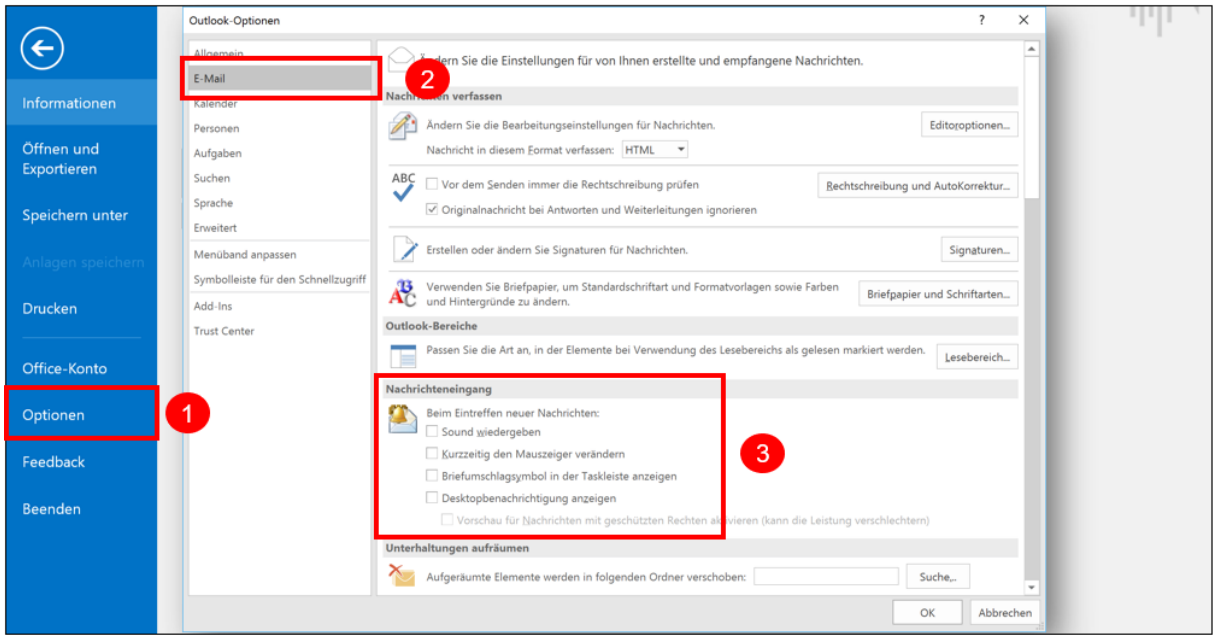 Informationen
Öffnen und
Exportieren
Speichern unter
Anlagen speichern
Drucken
Office-Konto
Optionen
1
Feedback
Beenden
Outlook-Optionen
? ×
Allgemein
E-Mail
2
Kalender
Personen
Aufgaben
Suchen
Sprache
Erweitert
Menüband anpassen
Symbolleiste für den Schnellzugriff
Add-Ins
Trust Center
Ändern Sie die Einstellungen für von Ihnen erstellte und empfangene Nachrichten.
Nachrichten verfassen
Ändern Sie die Bearbeitungseinstellungen für Nachrichten.
Editoroptionen...
Nachricht in diesem Format verfassen: HTML
ABC
Vor dem Senden immer die Rechtschreibung prüfen
Rechtschreibung und AutoKorrektur...
Originalnachricht bei Antworten und Weiterleitungen ignorieren
Erstellen oder ändern Sie Signaturen für Nachrichten.
Signaturen...
ABC
Verwenden Sie Briefpapier, um Standardschriftart und Formatvorlagen sowie Farben
und Hintergründe zu ändern.
Briefpapier und Schriftarten...
Outlook-Bereiche
Passen Sie die Art an, in der Elemente bei Verwendung des Lesebereichs als gelesen markiert werden.
Lesebereich...
Nachrichteneingang
Beim Eintreffen neuer Nachrichten:
Sound wiedergeben
Kurzzeitig den Mauszeiger verändern
3
Briefumschlagsymbol in der Taskleiste anzeigen
Desktopbenachrichtigung anzeigen
Vorschau für Nachrichten mit geschützten Rechten aktivieren (kann die Leistung verschlechtern)
Unterhaltungen aufräumen
Aufgeräumte Elemente werden in folgenden Ordner verschoben:
Suche...
OK
Abbrechen